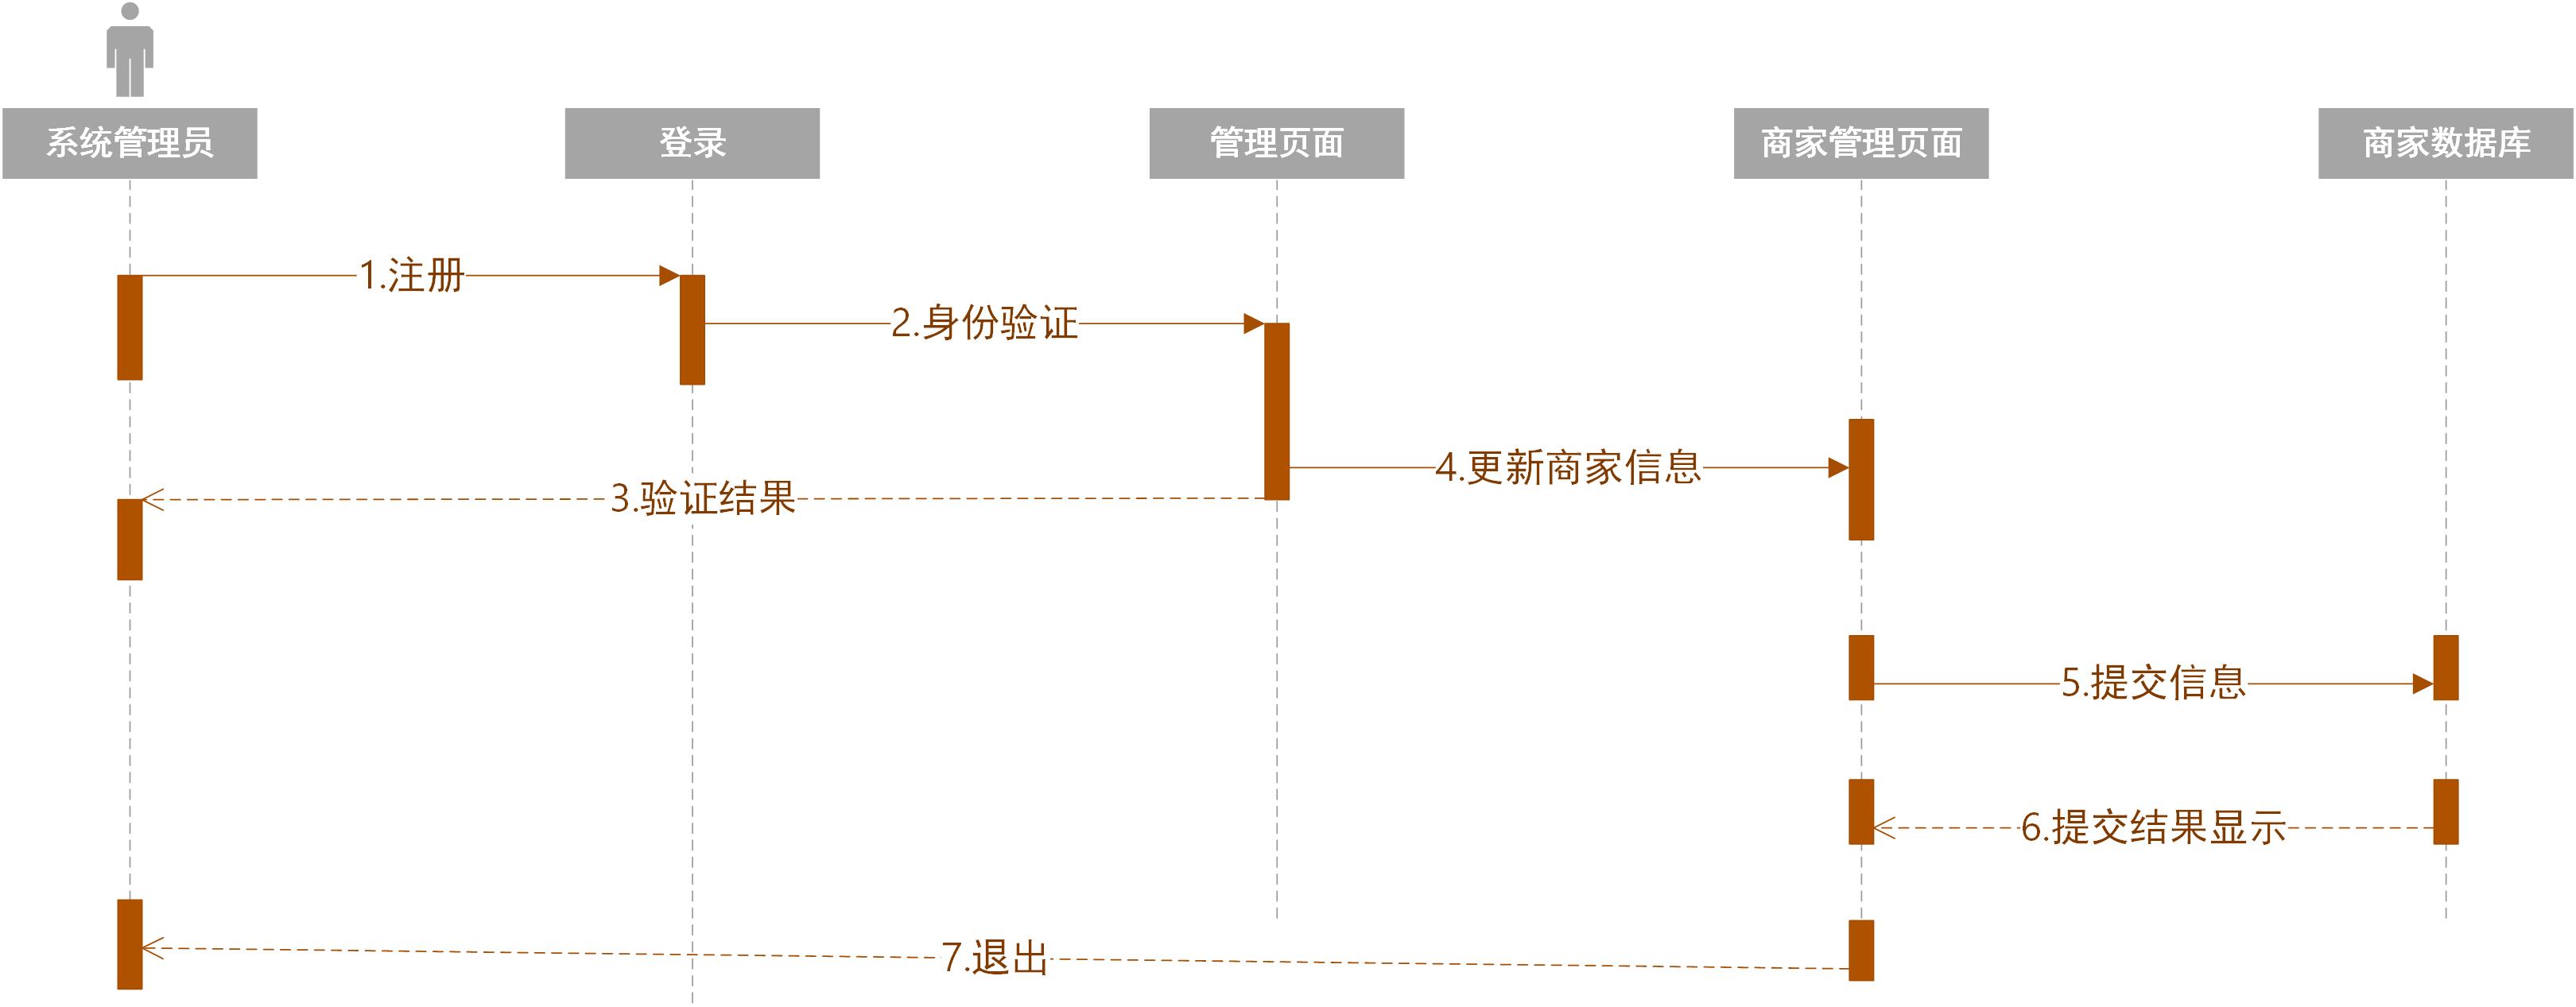 系统管理员
登录
管理页面
商家管理页面
商家数据库
1.注册
2.身份验证
4.更新商家信息
3.验证结果
5.提交信息
6.提交结果显示
7.退出